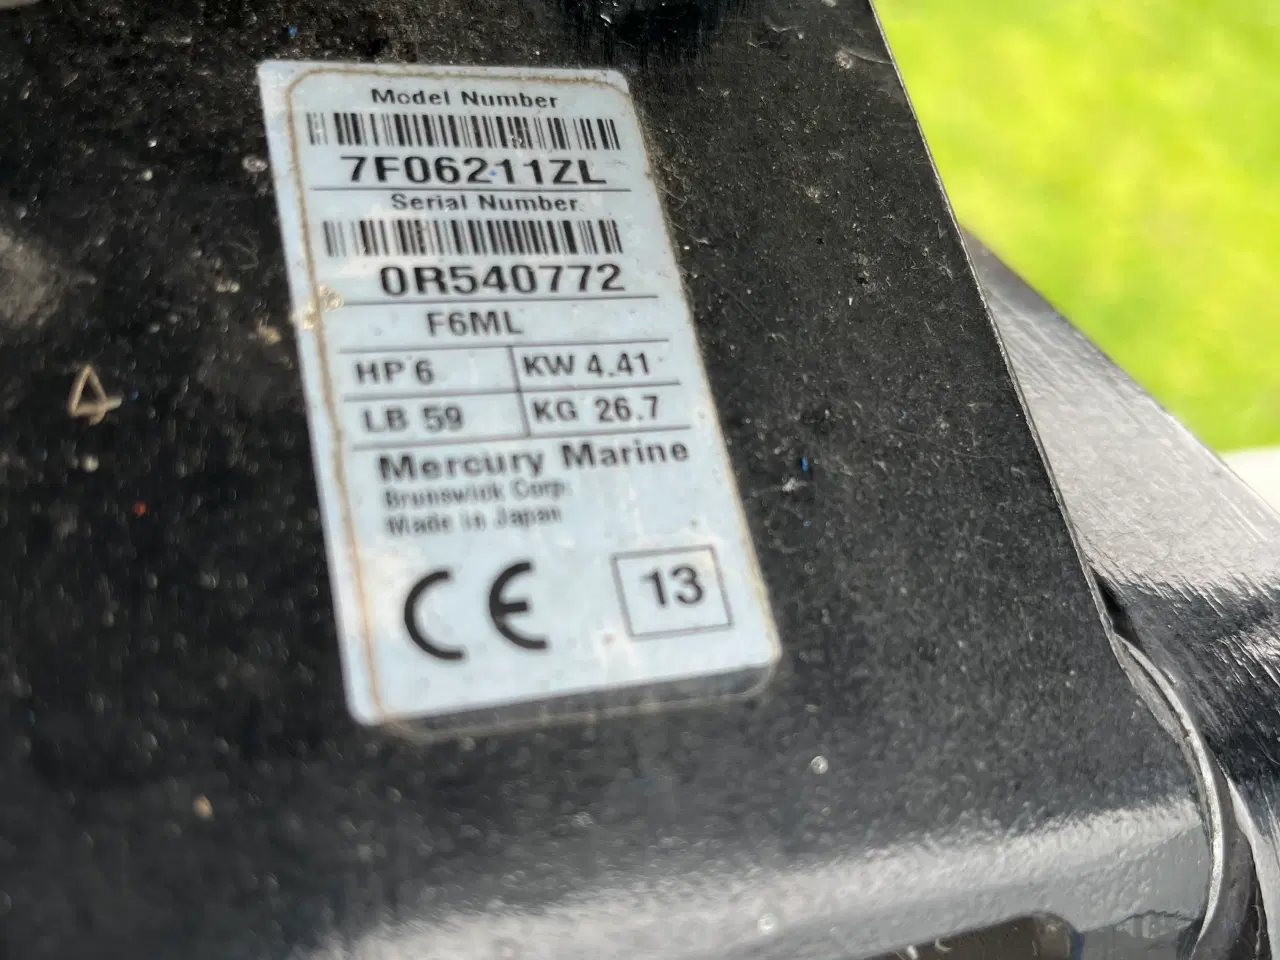 Model Number
7F06211ZL
Serial Number
0R540772
F6ML
HP 6 KW 4.41
LB 59 KG 26.7
Mercury Marine
Brunswick Corp.
Made in Japan
CE 13